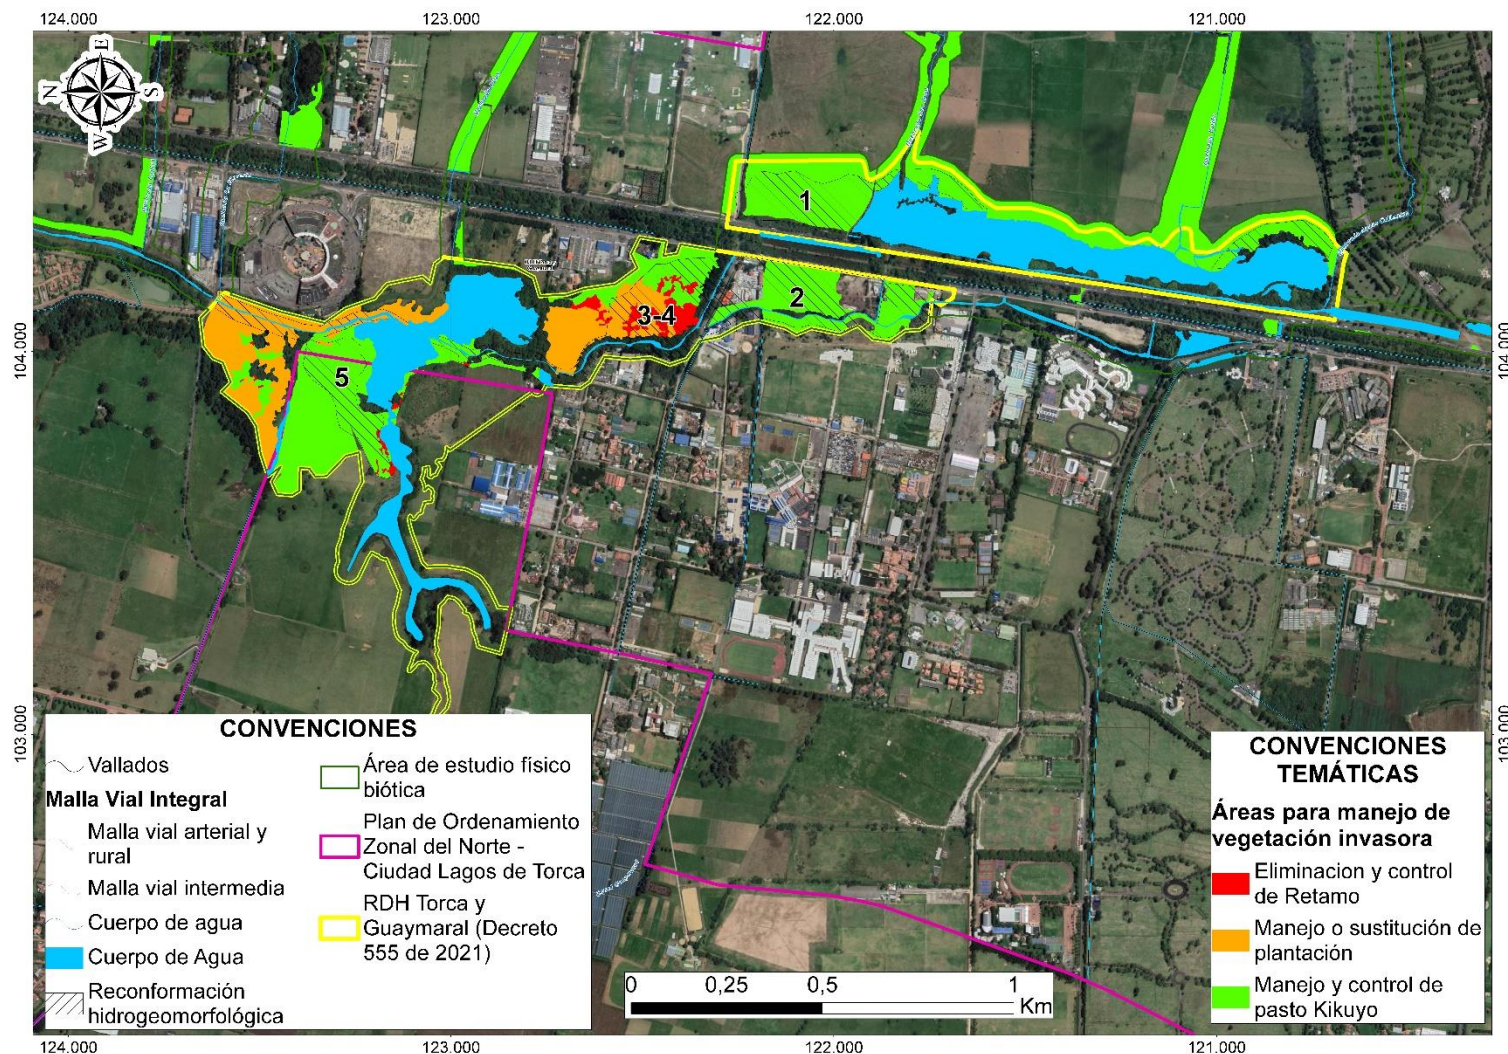 124.000
123.000
122.000
121.000
E
N
S
W
1
2
3-4
5
104.000
104.000
103.000
103.000
CONVENCIONES
Vallados
Malla Vial Integral
Malla vial arterial y
rural
Malla vial intermedia
Cuerpo de agua
Cuerpo de Agua
Reconformación
hidrogeomorfológica
Área de estudio físico
biótica
Plan de Ordenamiento
Zonal del Norte -
Ciudad Lagos de Torca
RDH Torca y
Guaymaral (Decreto
555 de 2021)
0
0,25
0,5
1
Km
CONVENCIONES
TEMÁTICAS
Áreas para manejo de
vegetación invasora
Eliminacion y control
de Retamo
Manejo o sustitución de
plantación
Manejo y control de
pasto Kikuyo
124.000
123.000
122.000
121.000